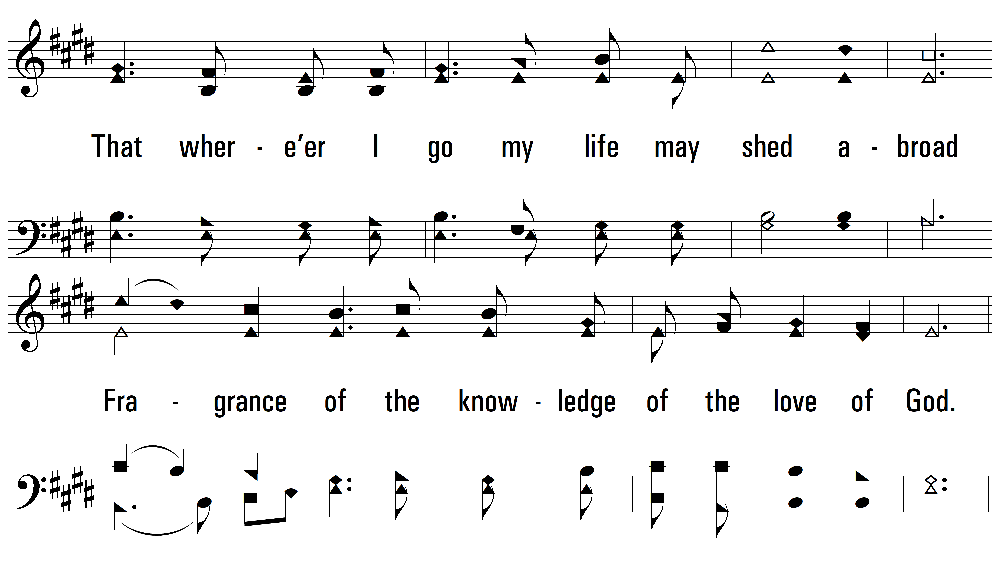 That wher - e’er I go my life may shed a - broad
Fra - grance of the know - ledge of the love of God.